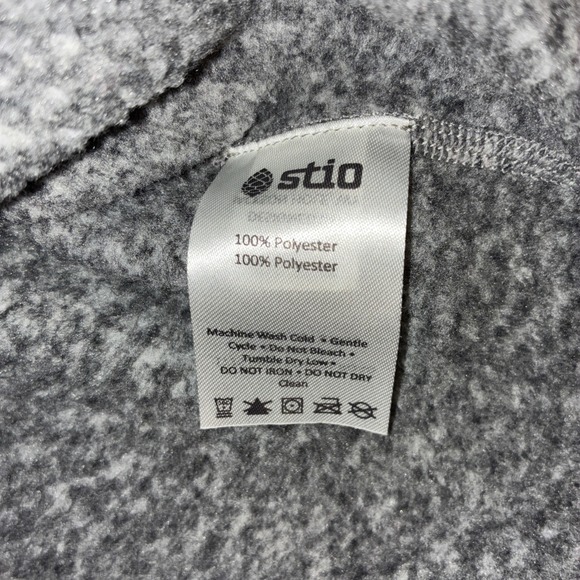 stio
100% Polyester
100% Polyester
Machine Wash Cold • Gentle
Cycle • Do Not Bleach •
Tumble Dry Low •
DO NOT IRON • DO NOT DRY
Clean